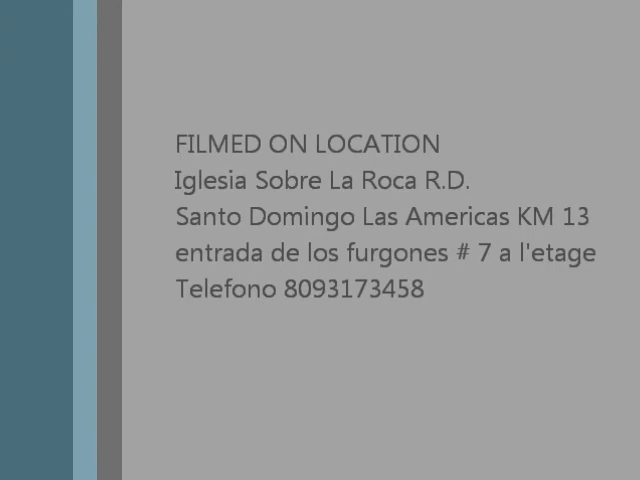 FILMED ON LOCATION
Iglesia Sobre La Roca R.D.
Santo Domingo Las Americas KM 13
entrada de los furgones # 7 a l'etage
Telefono 8093173458